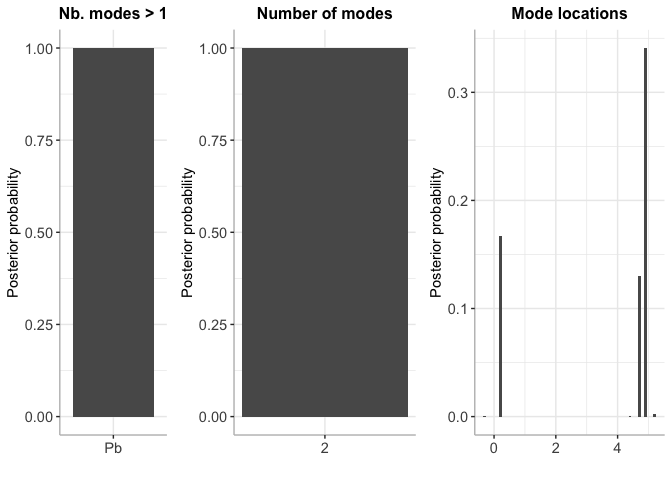 Nb. modes > 1
Number of modes
Mode locations
Posterior probability
1.00
0.75
0.50
0.25
0.00
Pb
Posterior probability
1.00
0.75
0.50
0.25
0.00
2
Posterior probability
0.3
0.2
0.1
0.0
0
2
4